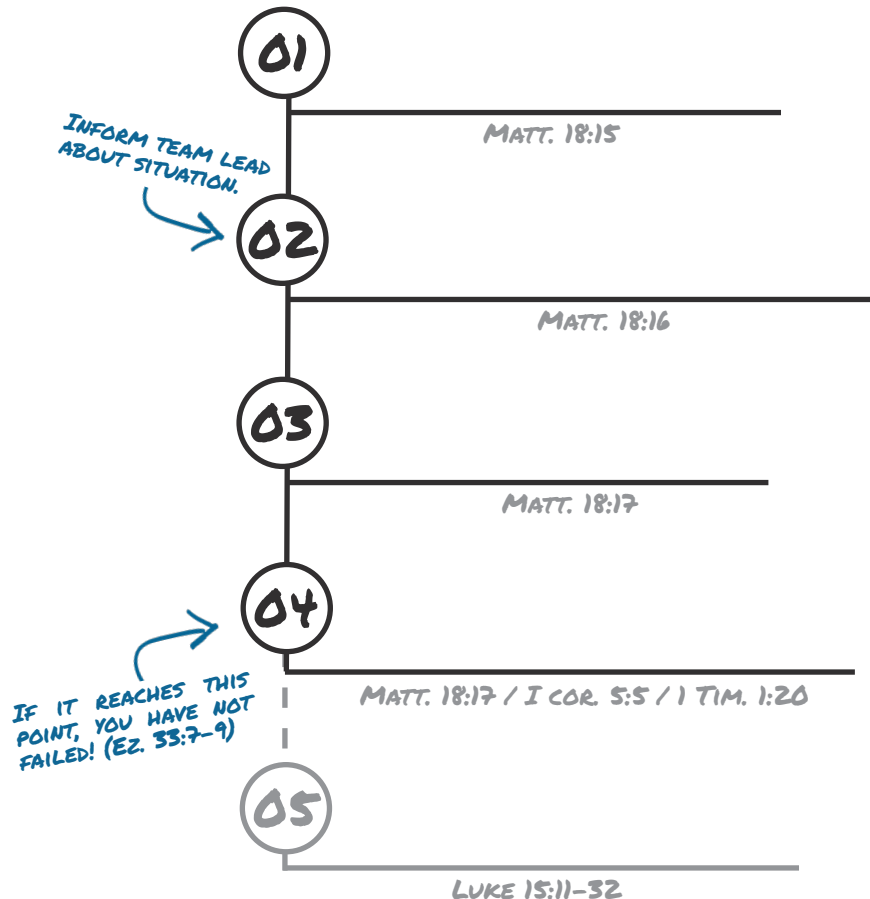 01
Matt. 18:15
Inform team lead
about situation.
02
Matt. 18:16
03
Matt. 18:17
04
Matt. 18:17 / I cor. 5:5 / 1 Tim. 1:20
If it reaches this
point, you have not
failed! (Ez. 33:7-9)
05
Luke 15:11-32